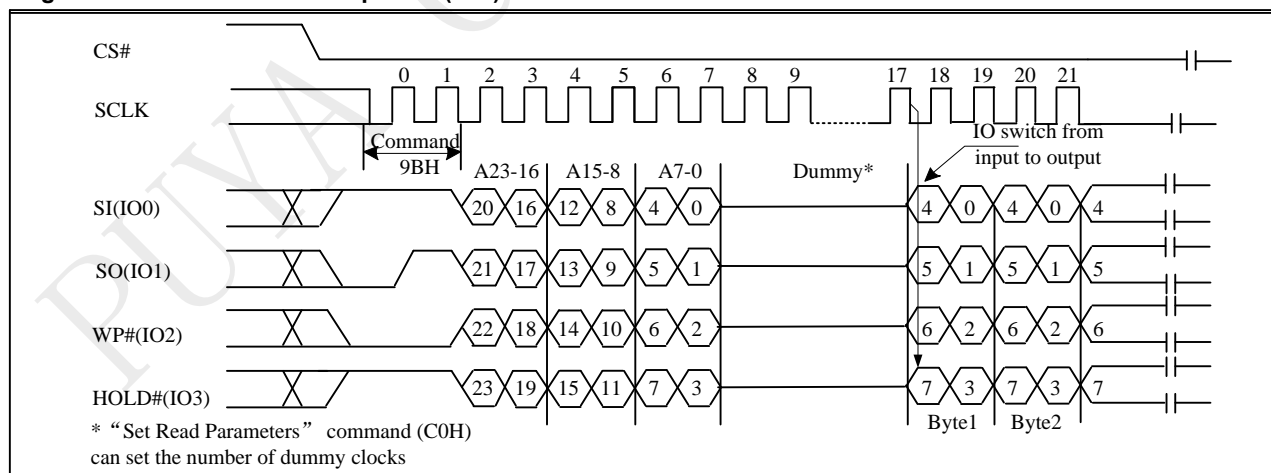 CS#
0 1 2 3 4 5 6 7 8 9 17 18 19 20 21
SCLK
Command
9BH
IO switch from
input to output
A23-16 A15-8 A7-0 Dummy*
SI(IO0) 20 16 12 8 4 0 4 0 4 0 4
SO(IO1) 21 17 13 9 5 1 5 1 5 1 5
WP#(IO2) 22 18 14 10 6 2 6 2 6 2 6
HOLD#(IO3) 23 19 15 11 7 3 7 3 7 3 7
Byte1 Byte2
* “Set Read Parameters” command (C0H)
can set the number of dummy clocks
PUYA